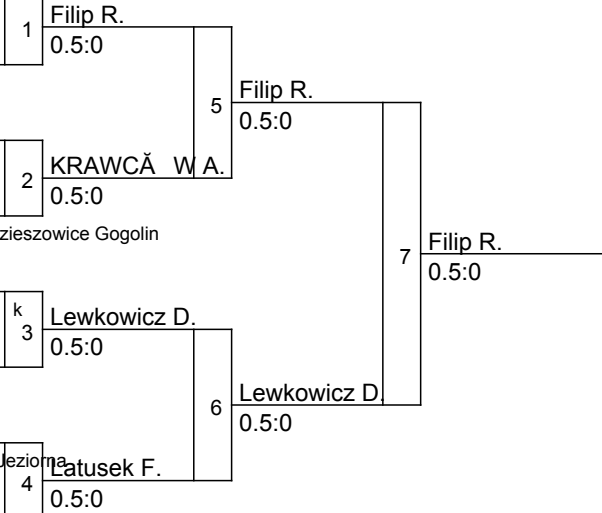 Filip R.
1
0.5:0
Filip R.
5
0.5:0
KRAWCĂ W A.
2
0.5:0
zieszowice Gogolin
Filip R.
7
0.5:0
k
3
Lewkowicz D.
0.5:0
Lewkowicz D.
6
0.5:0
Jeziorna
Latusek F.
4
0.5:0